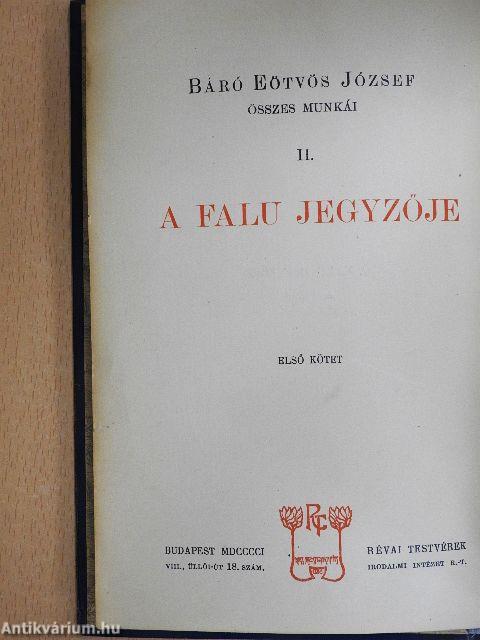 BÁRÓ EÖTVÖS JÓZSEF
ÖSSZES MUNKÁI
II.
A FALU JEGYZŐJE
ELSŐ KÖTET
BUDAPEST MDCCCCI
VIII., ÜLLŐI-ÚT 18. SZÁM.
RÉVAI TESTVÉREK
IRODALMI INTÉZET R.-T.
Antikvárium.hu